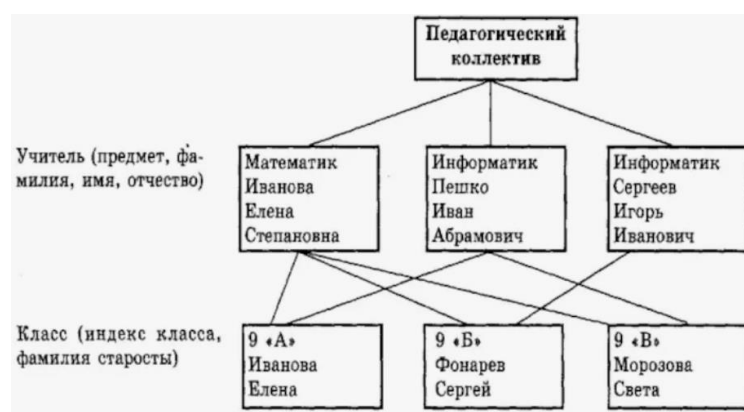 Педагогический
коллектив
Учитель (предмет, фа-
милия, имя, отчество)
Математик
Иванова
Елена
Степановна
Информатик
Пешко
Иван
Абрамович
Информатик
Сергеев
Игорь
Иванович
Класс (индекс класса,
фамилия старосты)
9 «А»
Иванова
Елена
9 «Б»
Фонарев
Сергей
9 «В»
Морозова
Света